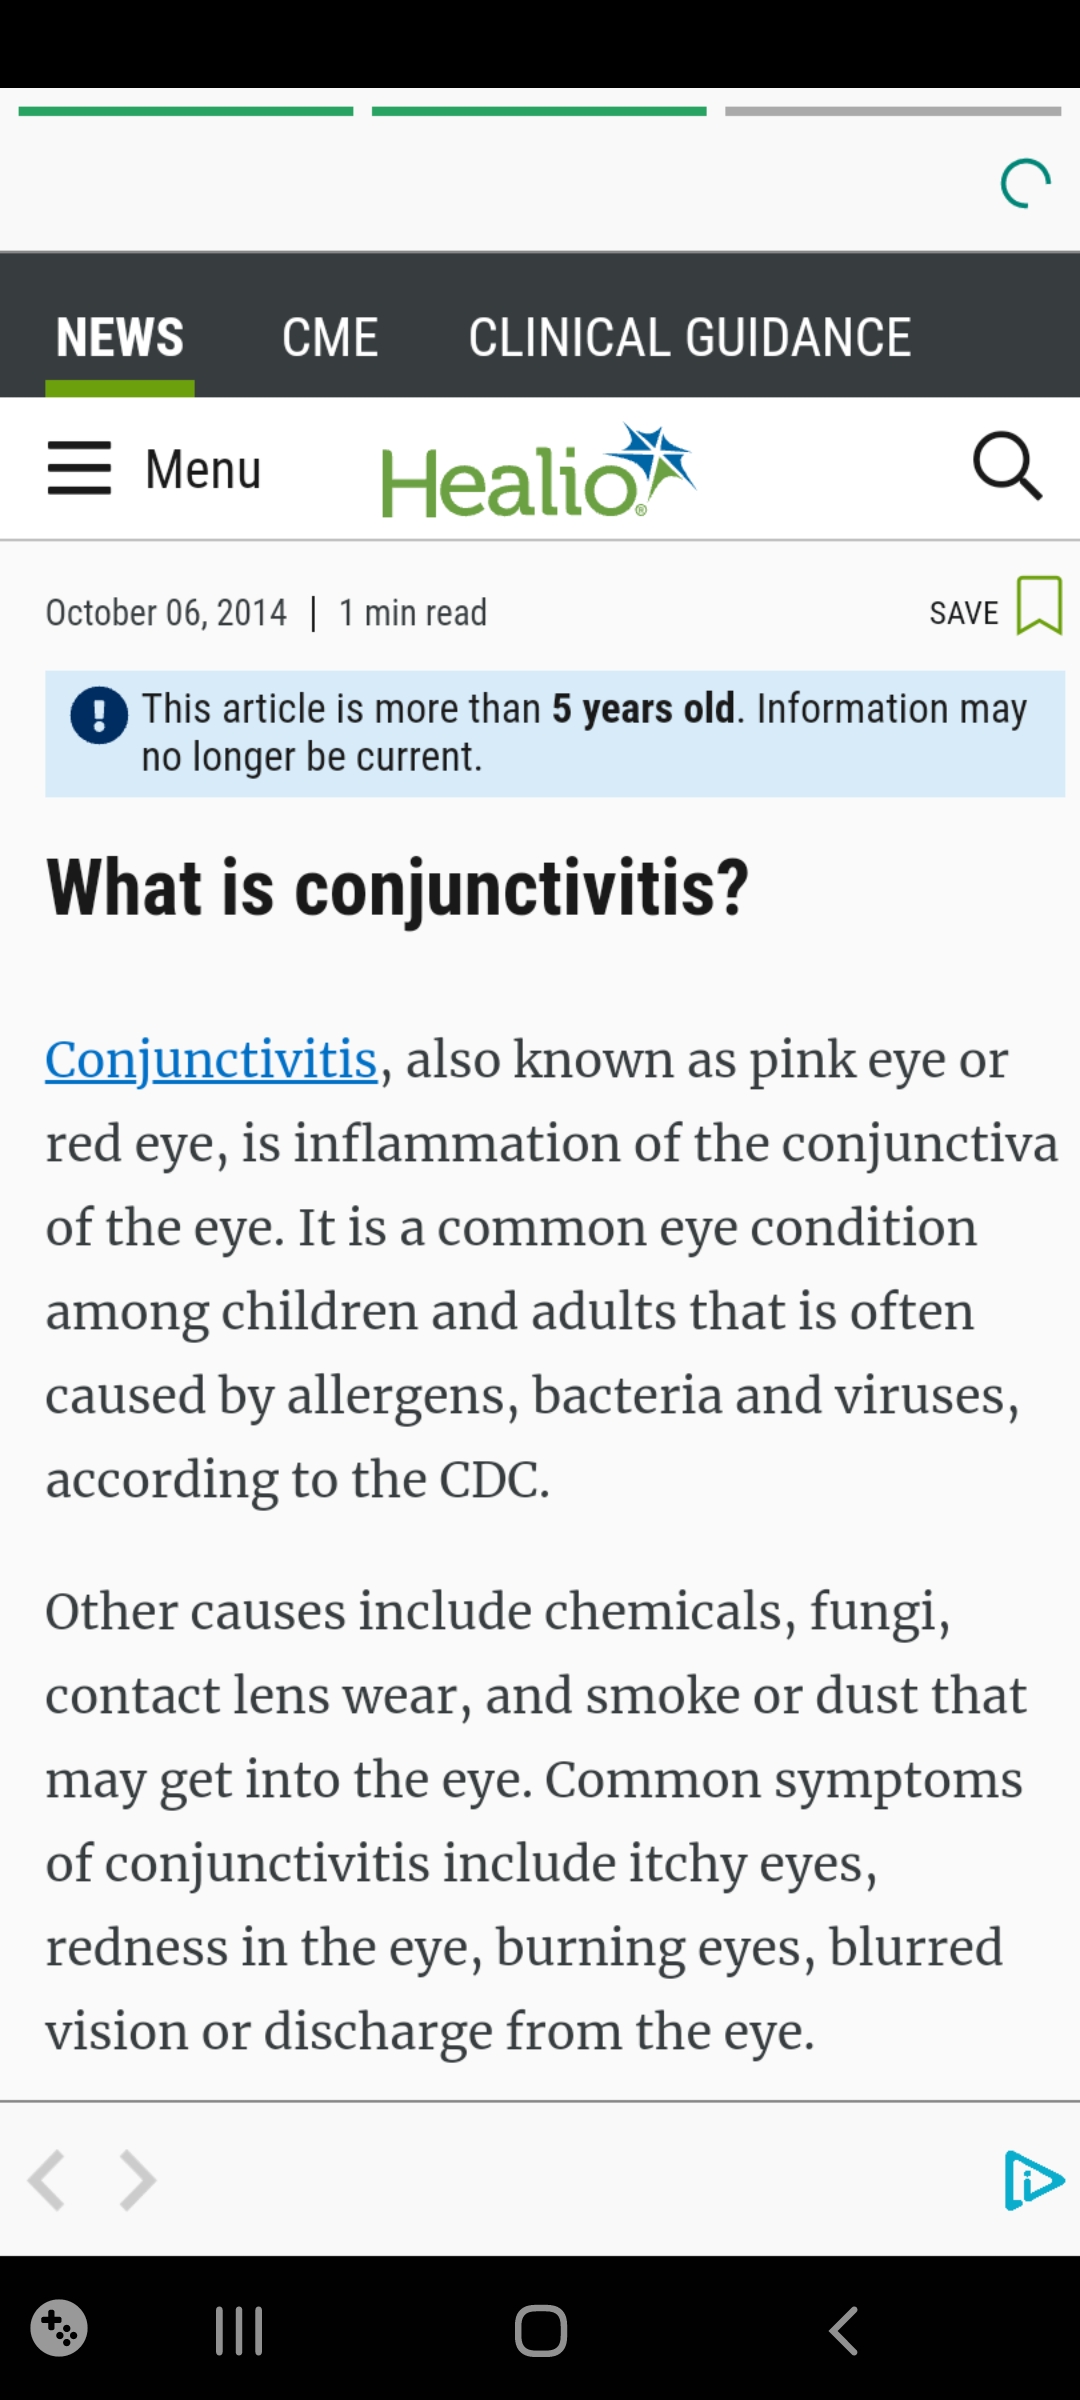 NEWS CME CLINICAL GUIDANCE
Menu Healio®
October 06, 2014 | 1 min read SAVE
This article is more than 5 years old. Information may
no longer be current.
What is conjunctivitis?
Conjunctivitis, also known as pink eye or
red eye, is inflammation of the conjunctiva
of the eye. It is a common eye condition
among children and adults that is often
caused by allergens, bacteria and viruses,
according to the CDC.
Other causes include chemicals, fungi,
contact lens wear, and smoke or dust that
may get into the eye. Common symptoms
of conjunctivitis include itchy eyes,
redness in the eye, burning eyes, blurred
vision or discharge from the eye.